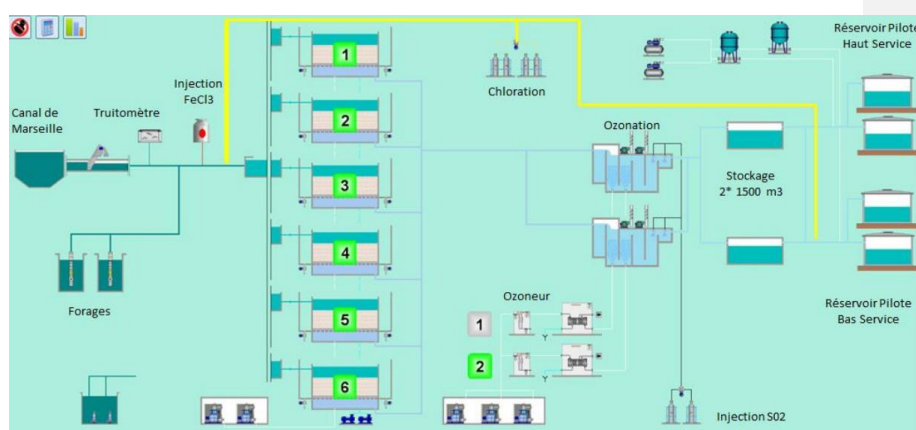 Canal de
Marseille
Truitomètre
Injection
FeCl3
Forages
1
2
3
4
5
6
Chloration
Ozonation
Ozoneur
1
2
Stockage
2* 1500 m3
Injection S02
Réservoir Pilote
Haut Service
Réservoir Pilote
Bas Service